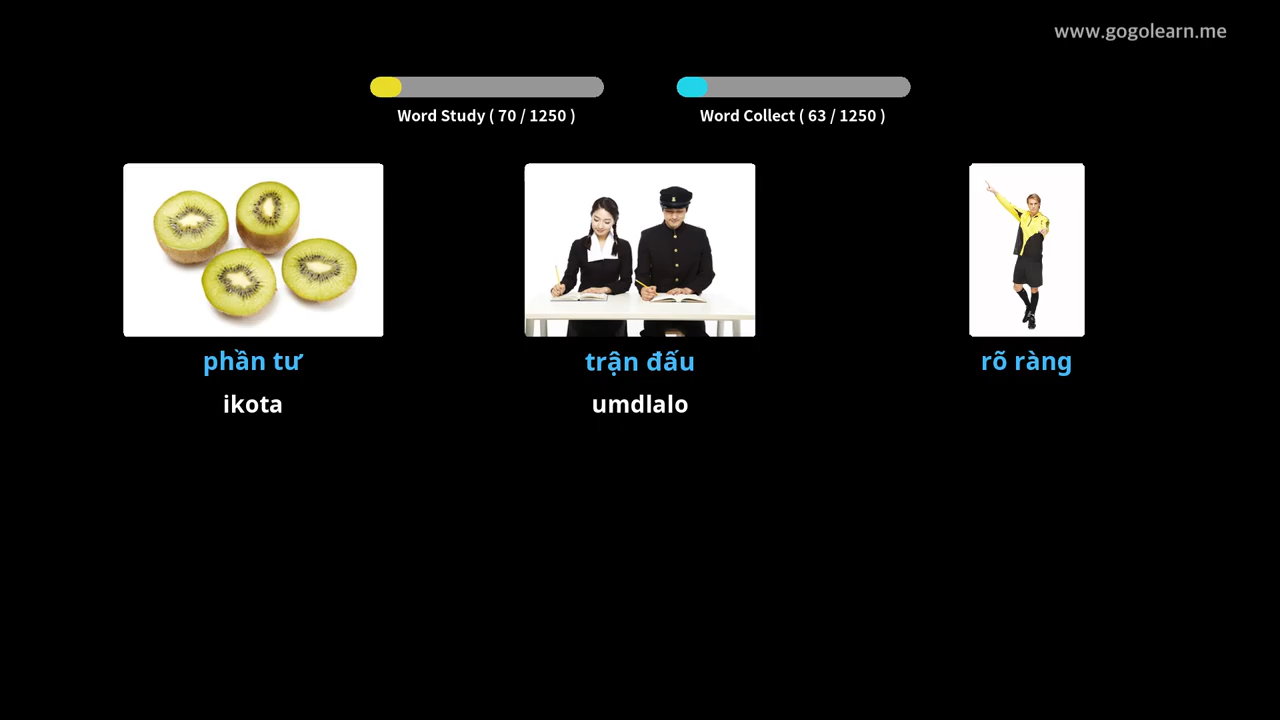 www.gogolearn.me
Word Study ( 70 / 1250 )
Word Collect ( 63 / 1250 )
phần tư
trận đấu
rõ ràng
ikota
umdlalo